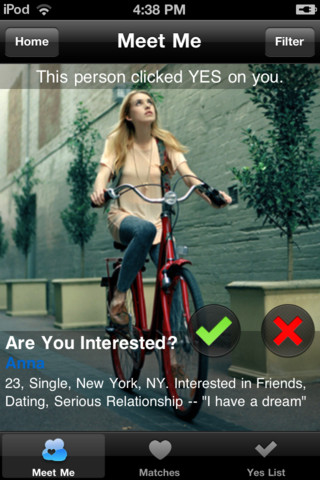 iPod 4:38 PM
Home Meet Me Filter
This person clicked YES on you.
Are You Interested?
Anna
23, Single, New York, NY. Interested in Friends,
Dating, Serious Relationship -- "I have a dream"
Meet Me Matches Yes List